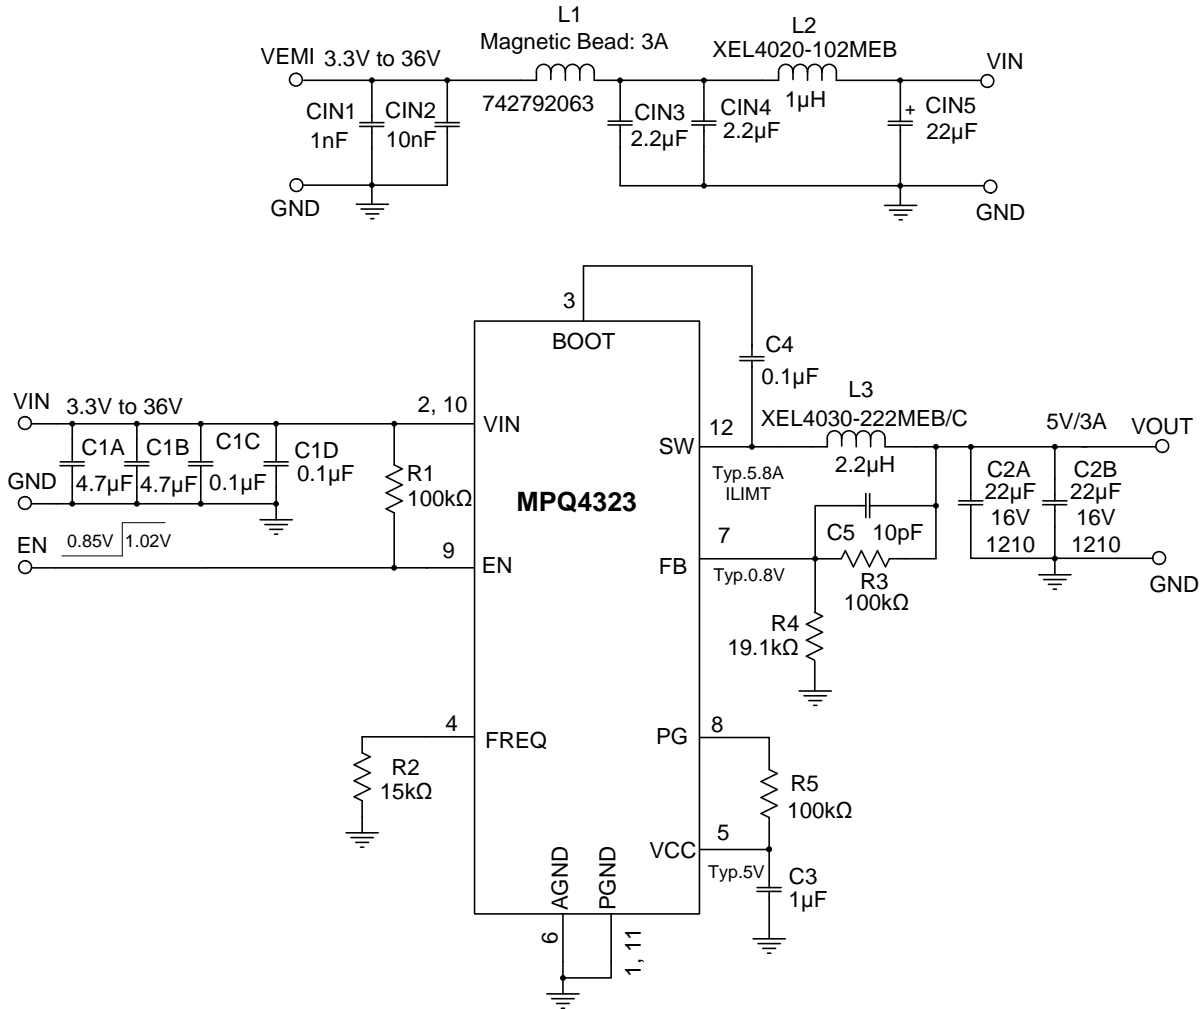 L1
Magnetic Bead: 3A
742792063
L2
XEL4020-102MEB
1µH
VEMI 3.3V to 36V
VIN
CIN1
1nF
CIN2
10nF
CIN3
2.2µF
CIN4
2.2µF
+
CIN5
22µF
GND
GND
3
BOOT
C4
0.1µF
VIN
3.3V to 36V
2, 10
VIN
C1A
4.7µF
C1B
4.7µF
C1C
0.1µF
C1D
0.1µF
GND
R1
100kΩ
EN
0.85V
1.02V
9
EN
MPQ4323
SW
12
Typ.5.8A
ILIMT
L3
XEL4030-222MEB/C
2.2µH
5V/3A
VOUT
C2A
22µF
16V
1210
C2B
22µF
16V
1210
GND
7
FB
Typ.0.8V
C5
10pF
R3
100kΩ
R4
19.1kΩ
4
FREQ
R2
15kΩ
PG
8
R5
100kΩ
VCC
5
Typ.5V
C3
1µF
AGND
PGND
6
1, 11